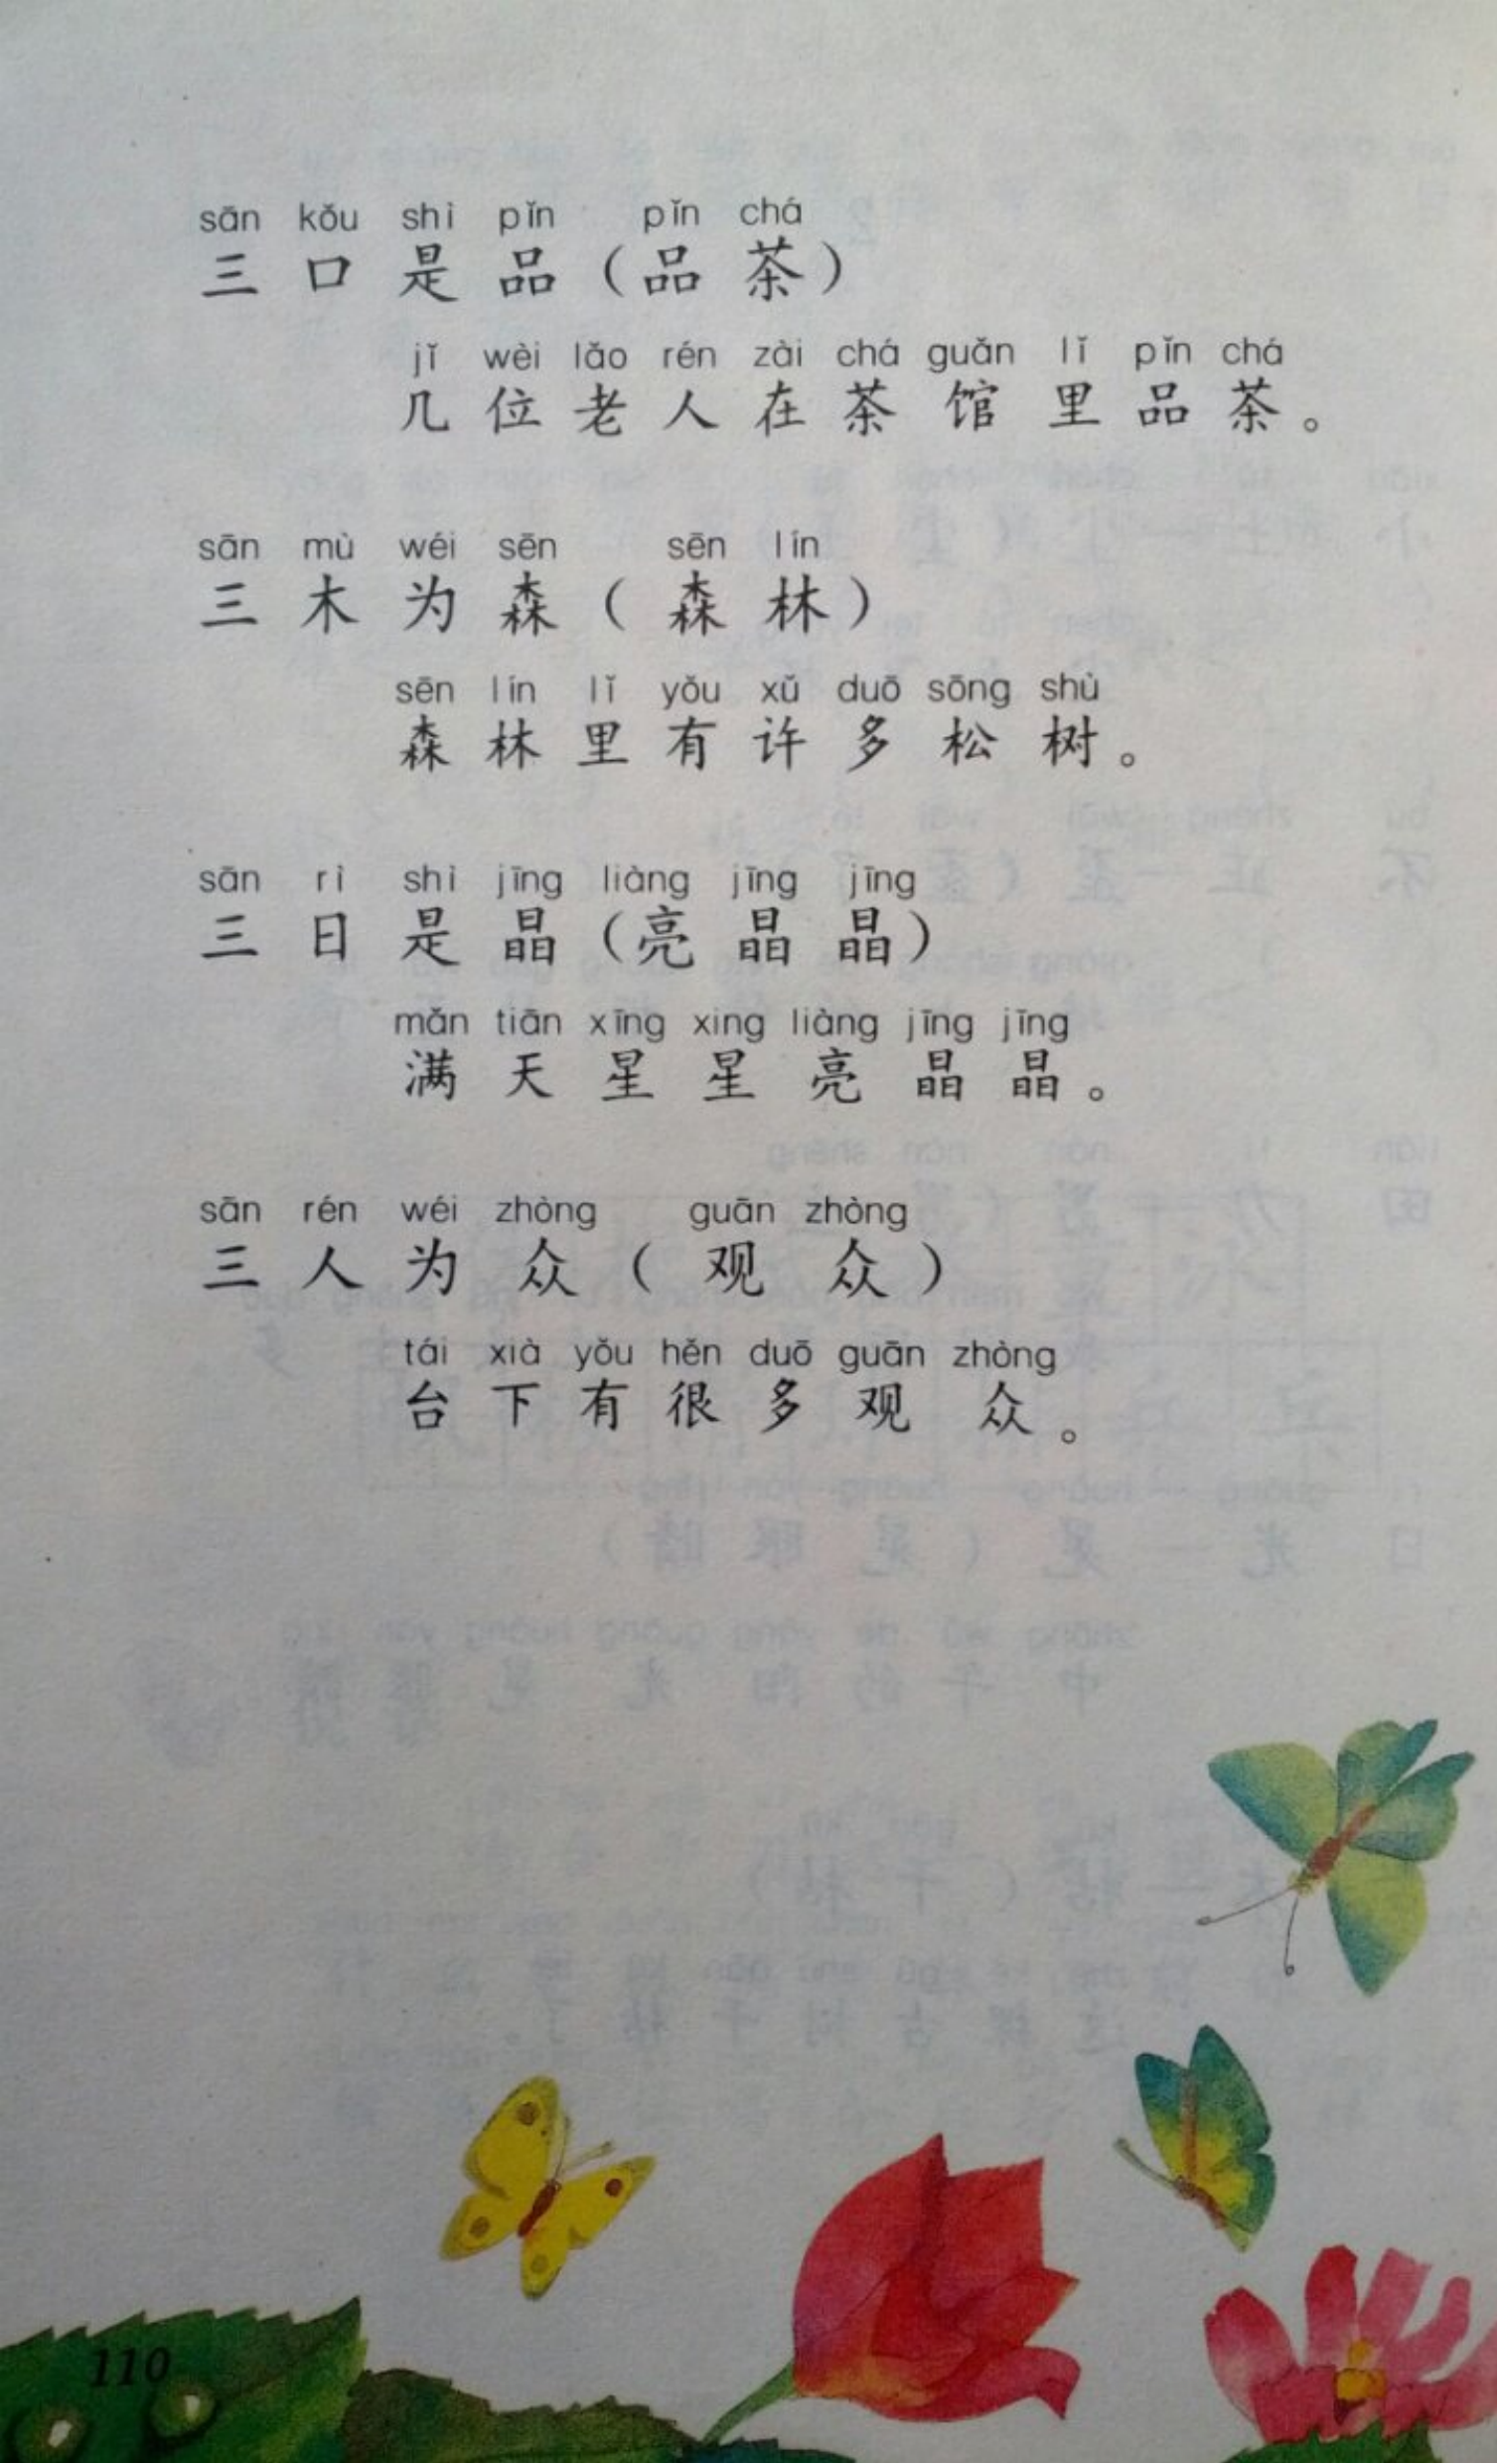 sān kǒu shì pǐn pǐn chá
三口是品（品茶）
jǐ wèi lǎo rén zài chá guǎn lǐ pǐn chá
几位老人在茶馆里品茶。
sān mù wéi sēn sēn lín
三木为森（森林）
sēn lín lǐ yǒu xǔ duō sōng shù
森林里有许多松树。
sān rì shì jīng liàng jīng jīng
三日是晶（亮晶晶）
mǎn tiān xīng xing liàng jīng jīng
满天星星亮晶晶。
sān rén wéi zhòng guān zhòng
三人为众（观众）
tái xià yǒu hěn duō guān zhòng
台下有很多观众。
110